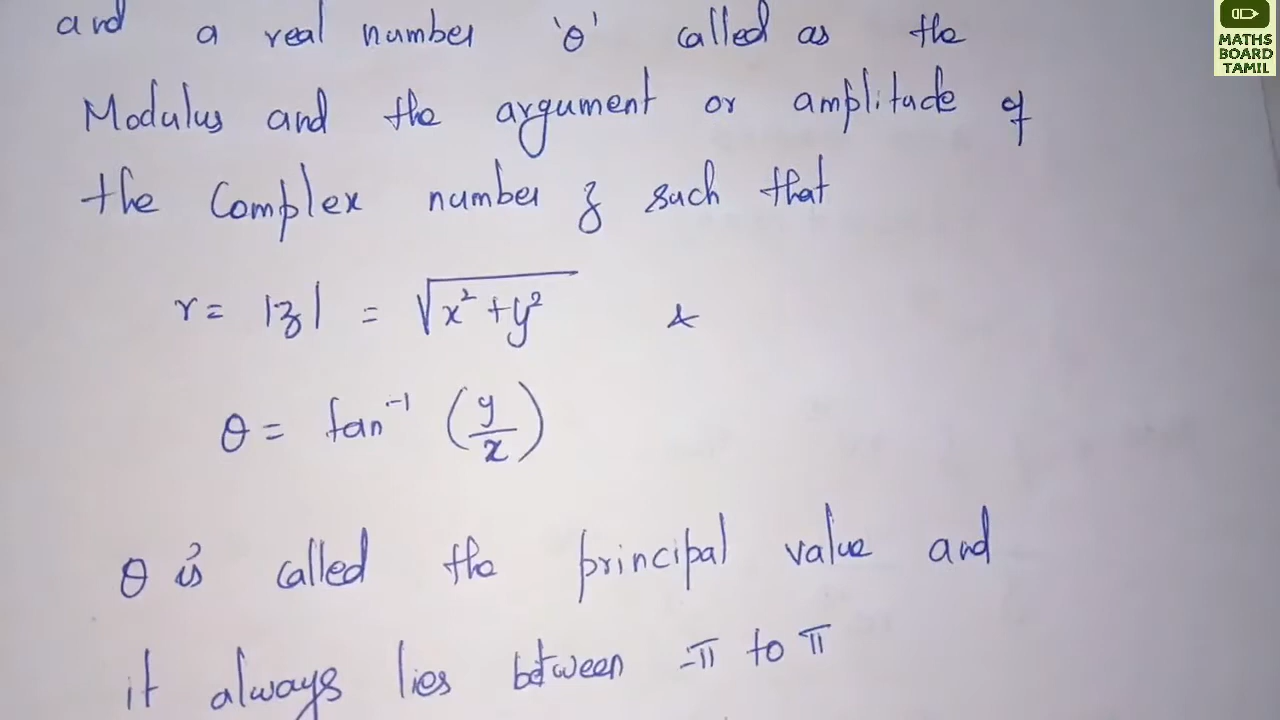 MATHS
BOARD
TAMIL
and a real number 'θ' called as the
Modulus and the argument or amplitude of
the Complex number z such that
r = |z| = √x² + y² &
θ = tan⁻¹ (y/x)
θ is called the principal value and
it always lies between -π to π